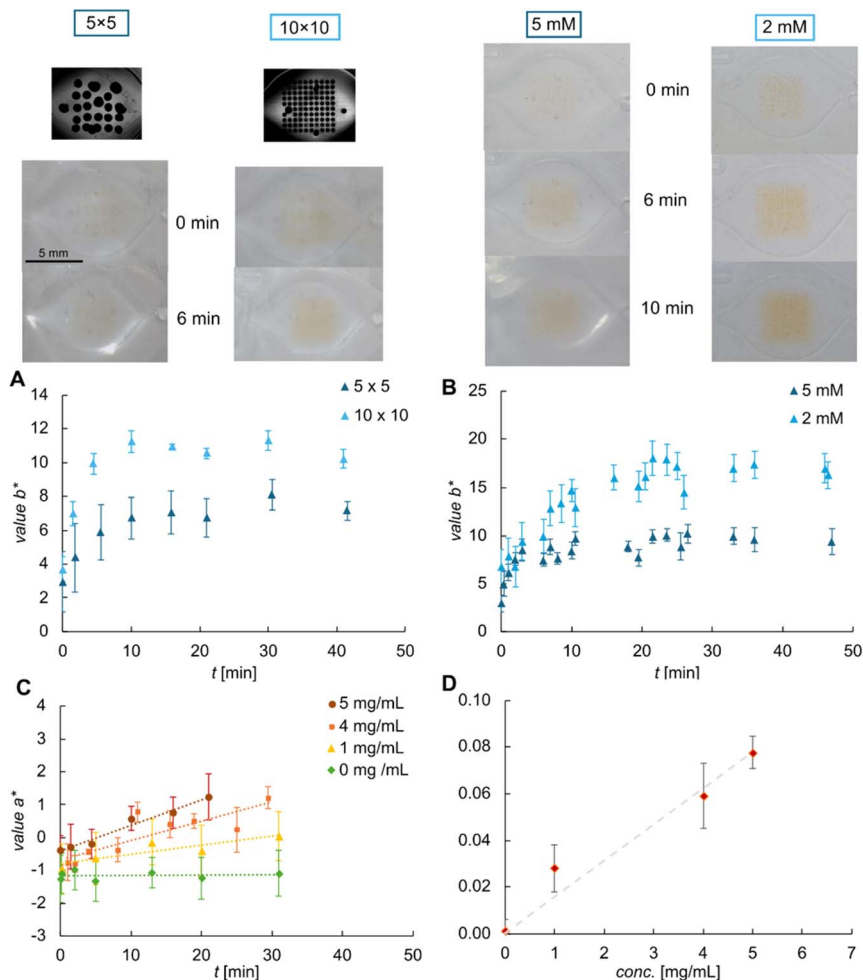 5×5
10×10
5 mM
2 mM
0 min
6 min
5 mm
0 min
6 min
10 min
A
5 x 5
10 x 10
14
12
10
8
6
4
2
0
value b*
0
10
20
30
40
50
t [min]
B
5 mM
2 mM
25
20
15
10
5
0
value b*
0
10
20
30
40
50
t [min]
C
5 mg/mL
4 mg/mL
1 mg/mL
0 mg /mL
4
3
2
1
0
-1
-2
-3
value a*
0
10
20
30
40
50
t [min]
D
0.10
0.08
0.06
0.04
0.02
0.00
0
1
2
3
4
5
6
7
conc. [mg/mL]